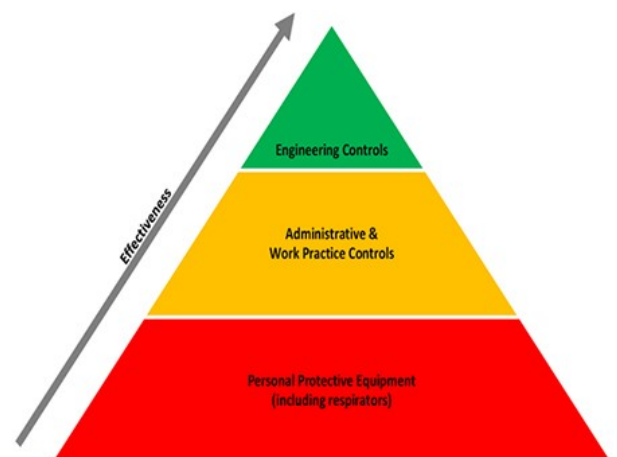 Effectiveness
Engineering Controls
Administrative &
Work Practice Controls
Personal Protective Equipment
(including respirators)